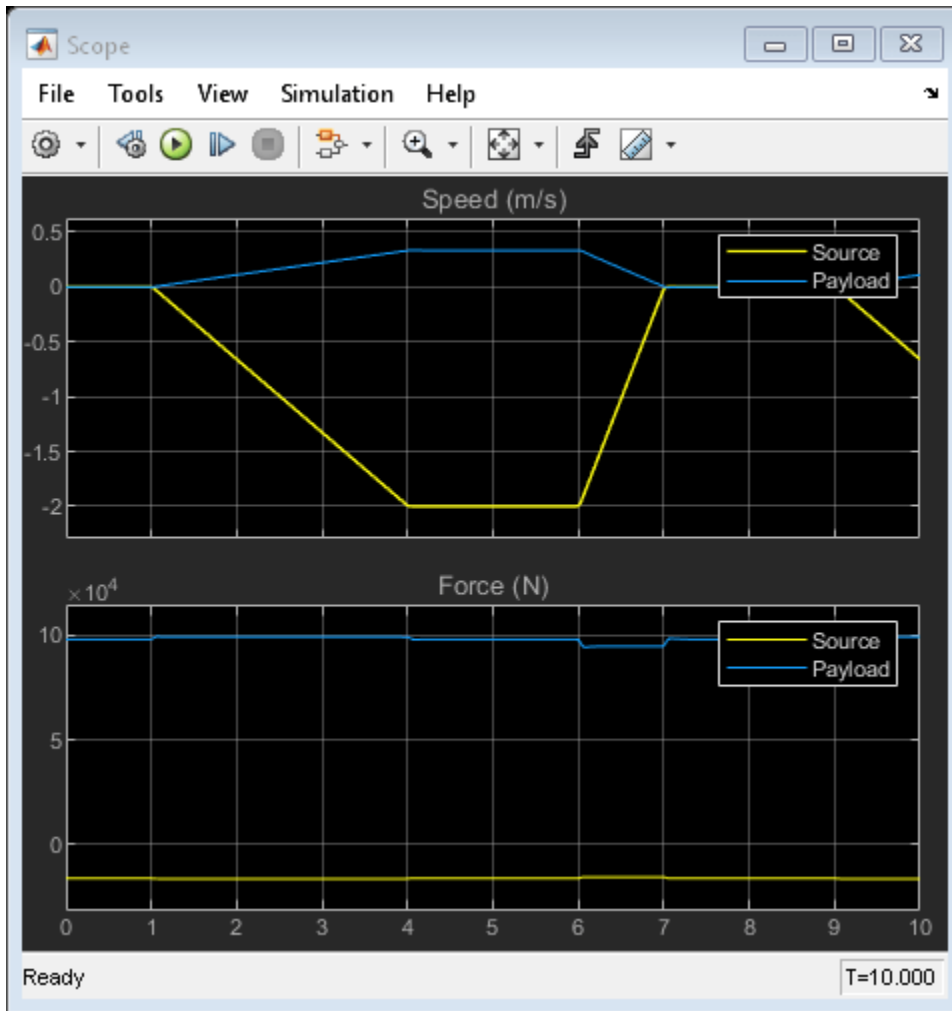 Scope
File Tools View Simulation Help
Speed (m/s)
0.5
0
-0.5
-1
-1.5
-2
Source
Payload
×10⁴
Force (N)
10
5
0
Source
Payload
0 1 2 3 4 5 6 7 8 9 10
Ready T=10.000